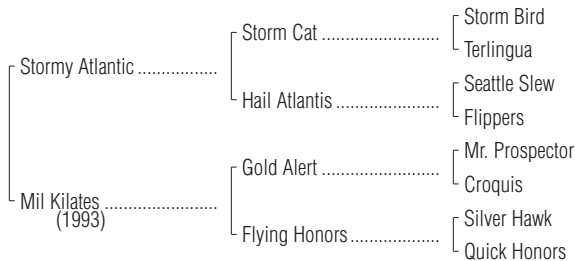 Storm Bird
Storm Cat
Terlingua
Stormy Atlantic
Seattle Slew
Hail Atlantis
Flippers
Mr. Prospector
Gold Alert
Croquis
Mil Kilates
(1993)
Silver Hawk
Flying Honors
Quick Honors